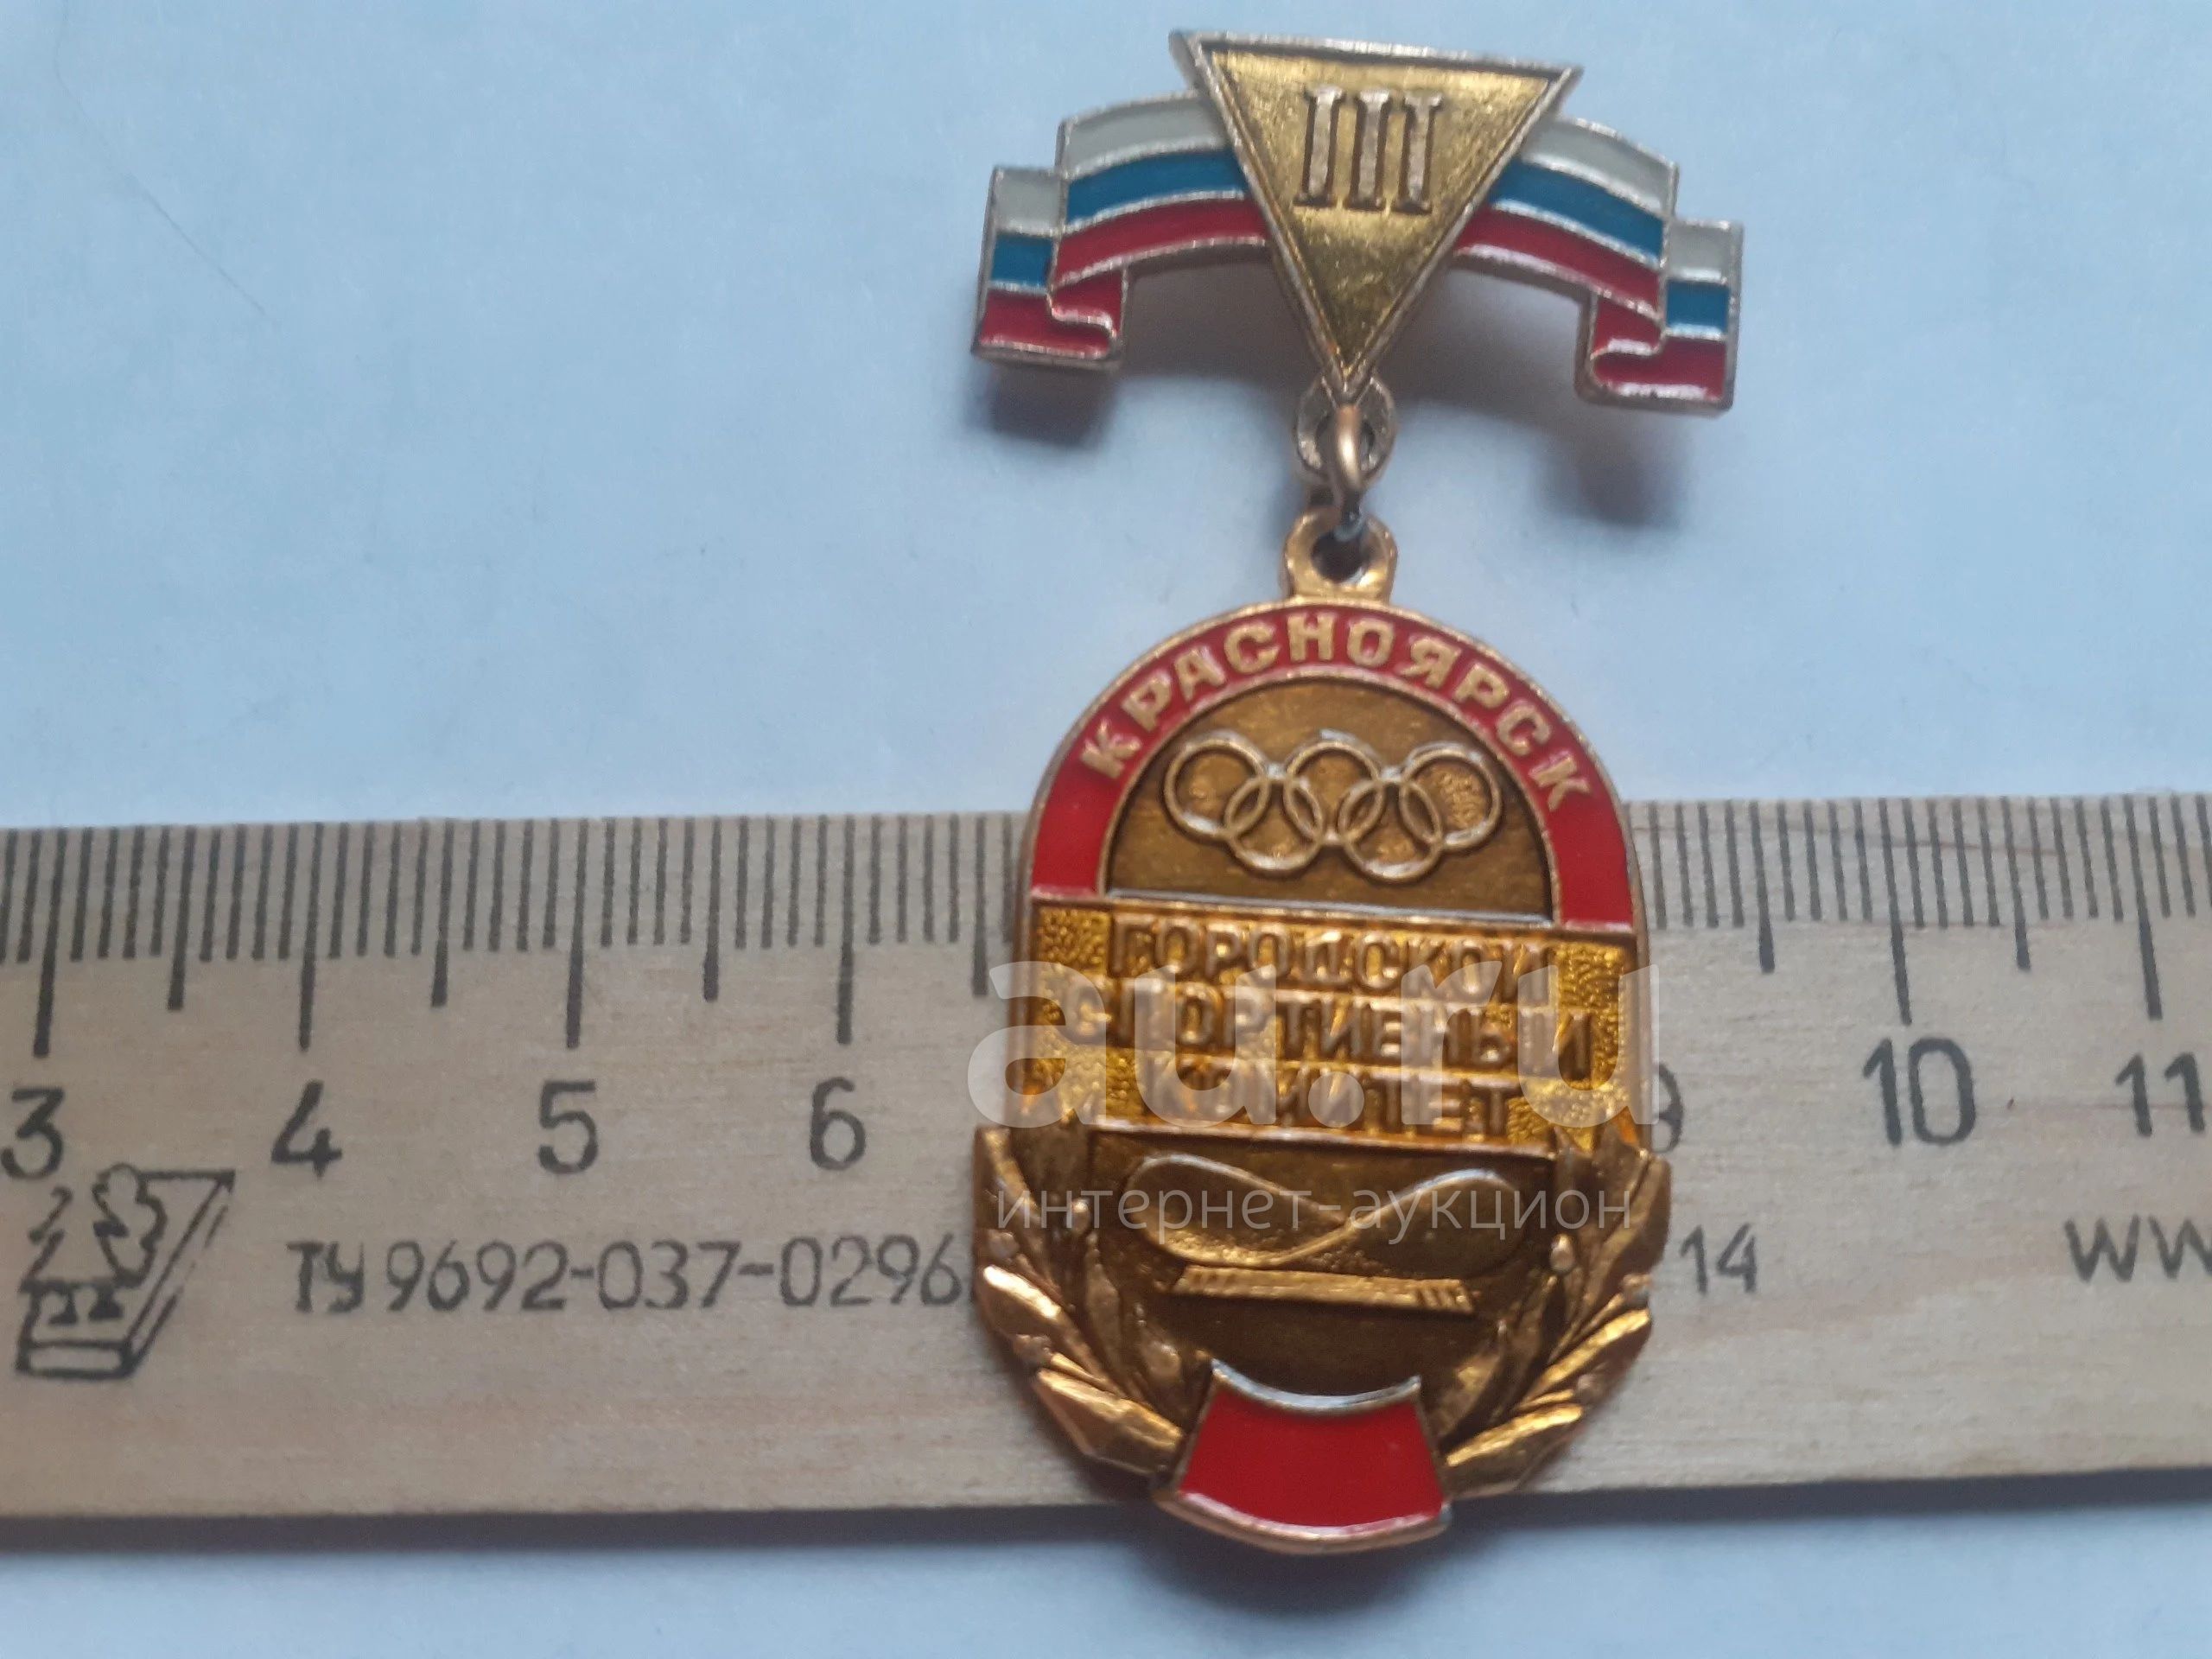 III
КРАСНОЯРСК
ГОРОДСКОЙ
СПОРТИВНЫЙ
КОМИТЕТ
au.ru
интернет-аукцион
3 4 5 6 9 10 11
ТУ 9692-037-0296
14